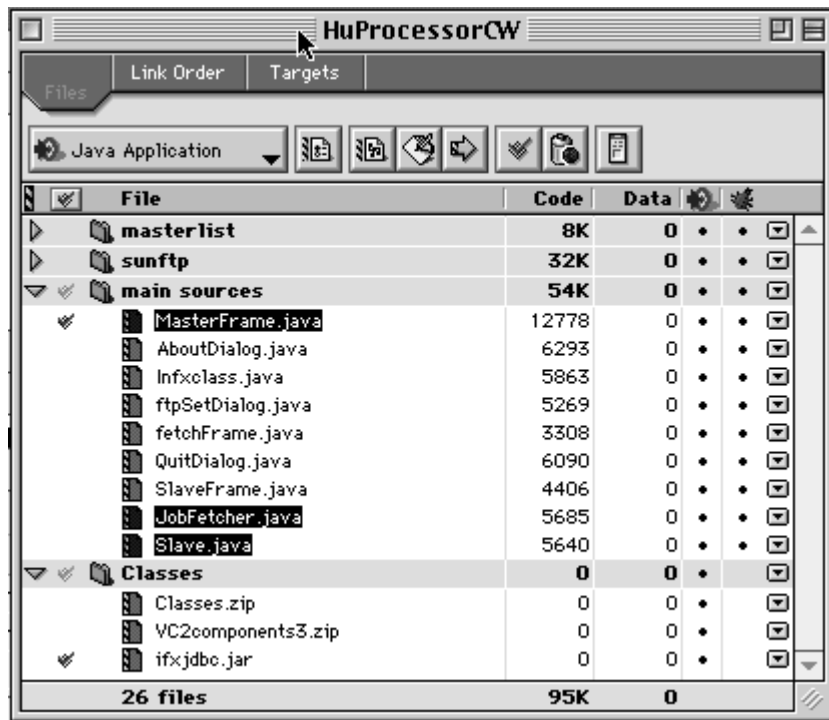 HuProcessorCW
Files Link Order Targets
Java Application
File Code Data
masterlist 8K 0
sunftp 32K 0
main sources 54K 0
MasterFrame.java 12778 0
AboutDialog.java 6293 0
Infxclass.java 5863 0
ftpSetDialog.java 5269 0
fetchFrame.java 3308 0
QuitDialog.java 6090 0
SlaveFrame.java 4406 0
JobFetcher.java 5685 0
Slave.java 5640 0
Classes 0 0
Classes.zip 0 0
VC2components3.zip 0 0
ifxjdbc.jar 0 0
26 files 95K 0